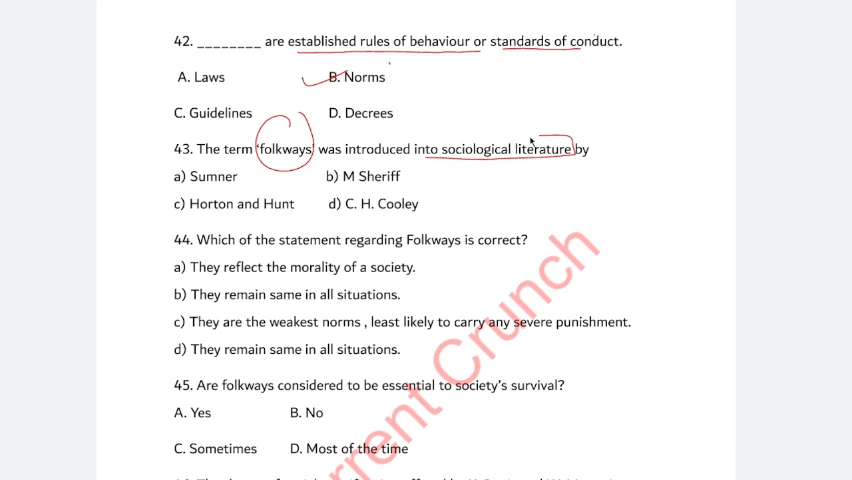 42. ________ are established rules of behaviour or standards of conduct.
A. Laws B. Norms
C. Guidelines D. Decrees
43. The term 'folkways' was introduced into sociological literature by
a) Sumner b) M Sheriff
c) Horton and Hunt d) C. H. Cooley
44. Which of the statement regarding Folkways is correct?
a) They reflect the morality of a society.
b) They remain same in all situations.
c) They are the weakest norms , least likely to carry any severe punishment.
d) They remain same in all situations.
45. Are folkways considered to be essential to society's survival?
A. Yes B. No
C. Sometimes D. Most of the time
rrent Crunch